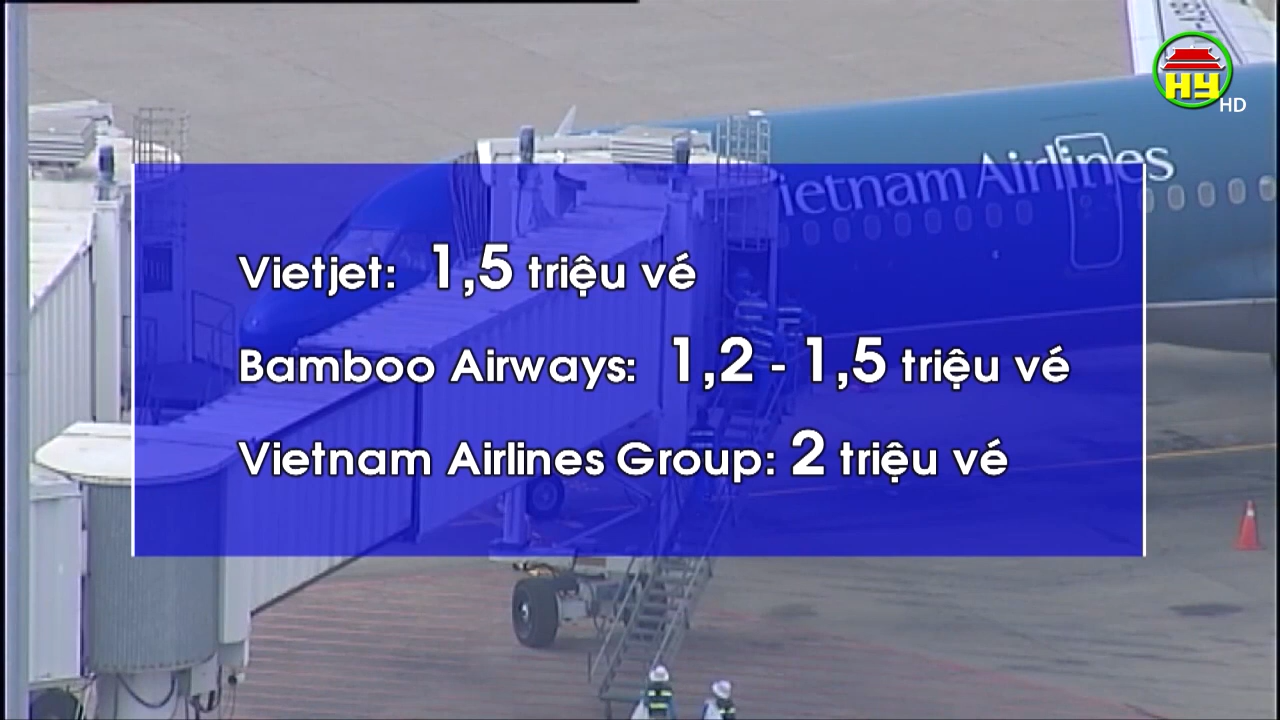 HY
HD
Vietnam Airlines
Vietjet: 1,5 triệu vé
Bamboo Airways: 1,2 - 1,5 triệu vé
Vietnam Airlines Group: 2 triệu vé